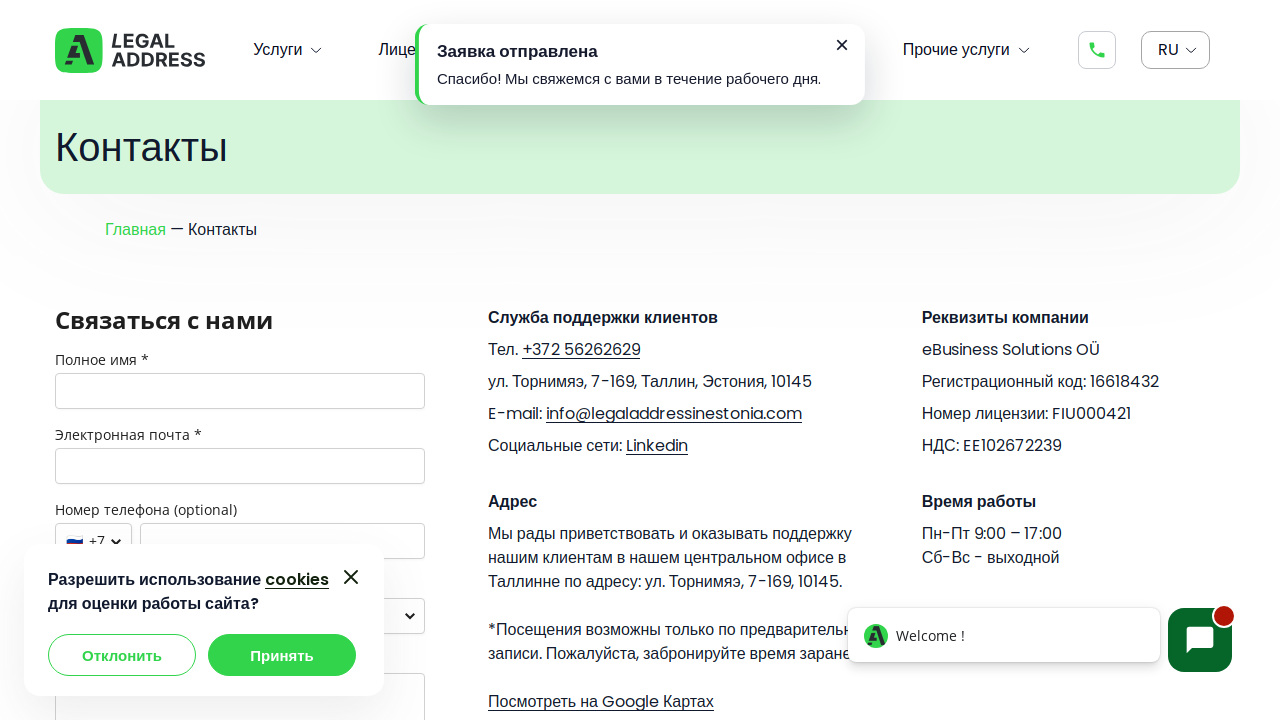 LEGAL
ADDRESS
Услуги
Лице
Прочие услуги
RU
Заявка отправлена
Спасибо! Мы свяжемся с вами в течение рабочего дня.
Контакты
Главная — Контакты
Связаться с нами
Полное имя *
Электронная почта *
Номер телефона (optional)
+7
Служба поддержки клиентов
Тел. +372 56262629
ул. Торнимяэ, 7-169, Таллин, Эстония, 10145
E-mail: info@legaladdressinestonia.com
Социальные сети: Linkedin
Адрес
Мы рады приветствовать и оказывать поддержку
нашим клиентам в нашем центральном офисе в
Таллинне по адресу: ул. Торнимяэ, 7-169, 10145.
*Посещения возможны только по предварительн
записи. Пожалуйста, забронируйте время заране
Посмотреть на Google Картах
Реквизиты компании
eBusiness Solutions OÜ
Регистрационный код: 16618432
Номер лицензии: FIU000421
НДС: EE102672239
Время работы
Пн-Пт 9:00 – 17:00
Сб-Вс - выходной
Разрешить использование cookies
для оценки работы сайта?
Отклонить
Принять
Welcome !